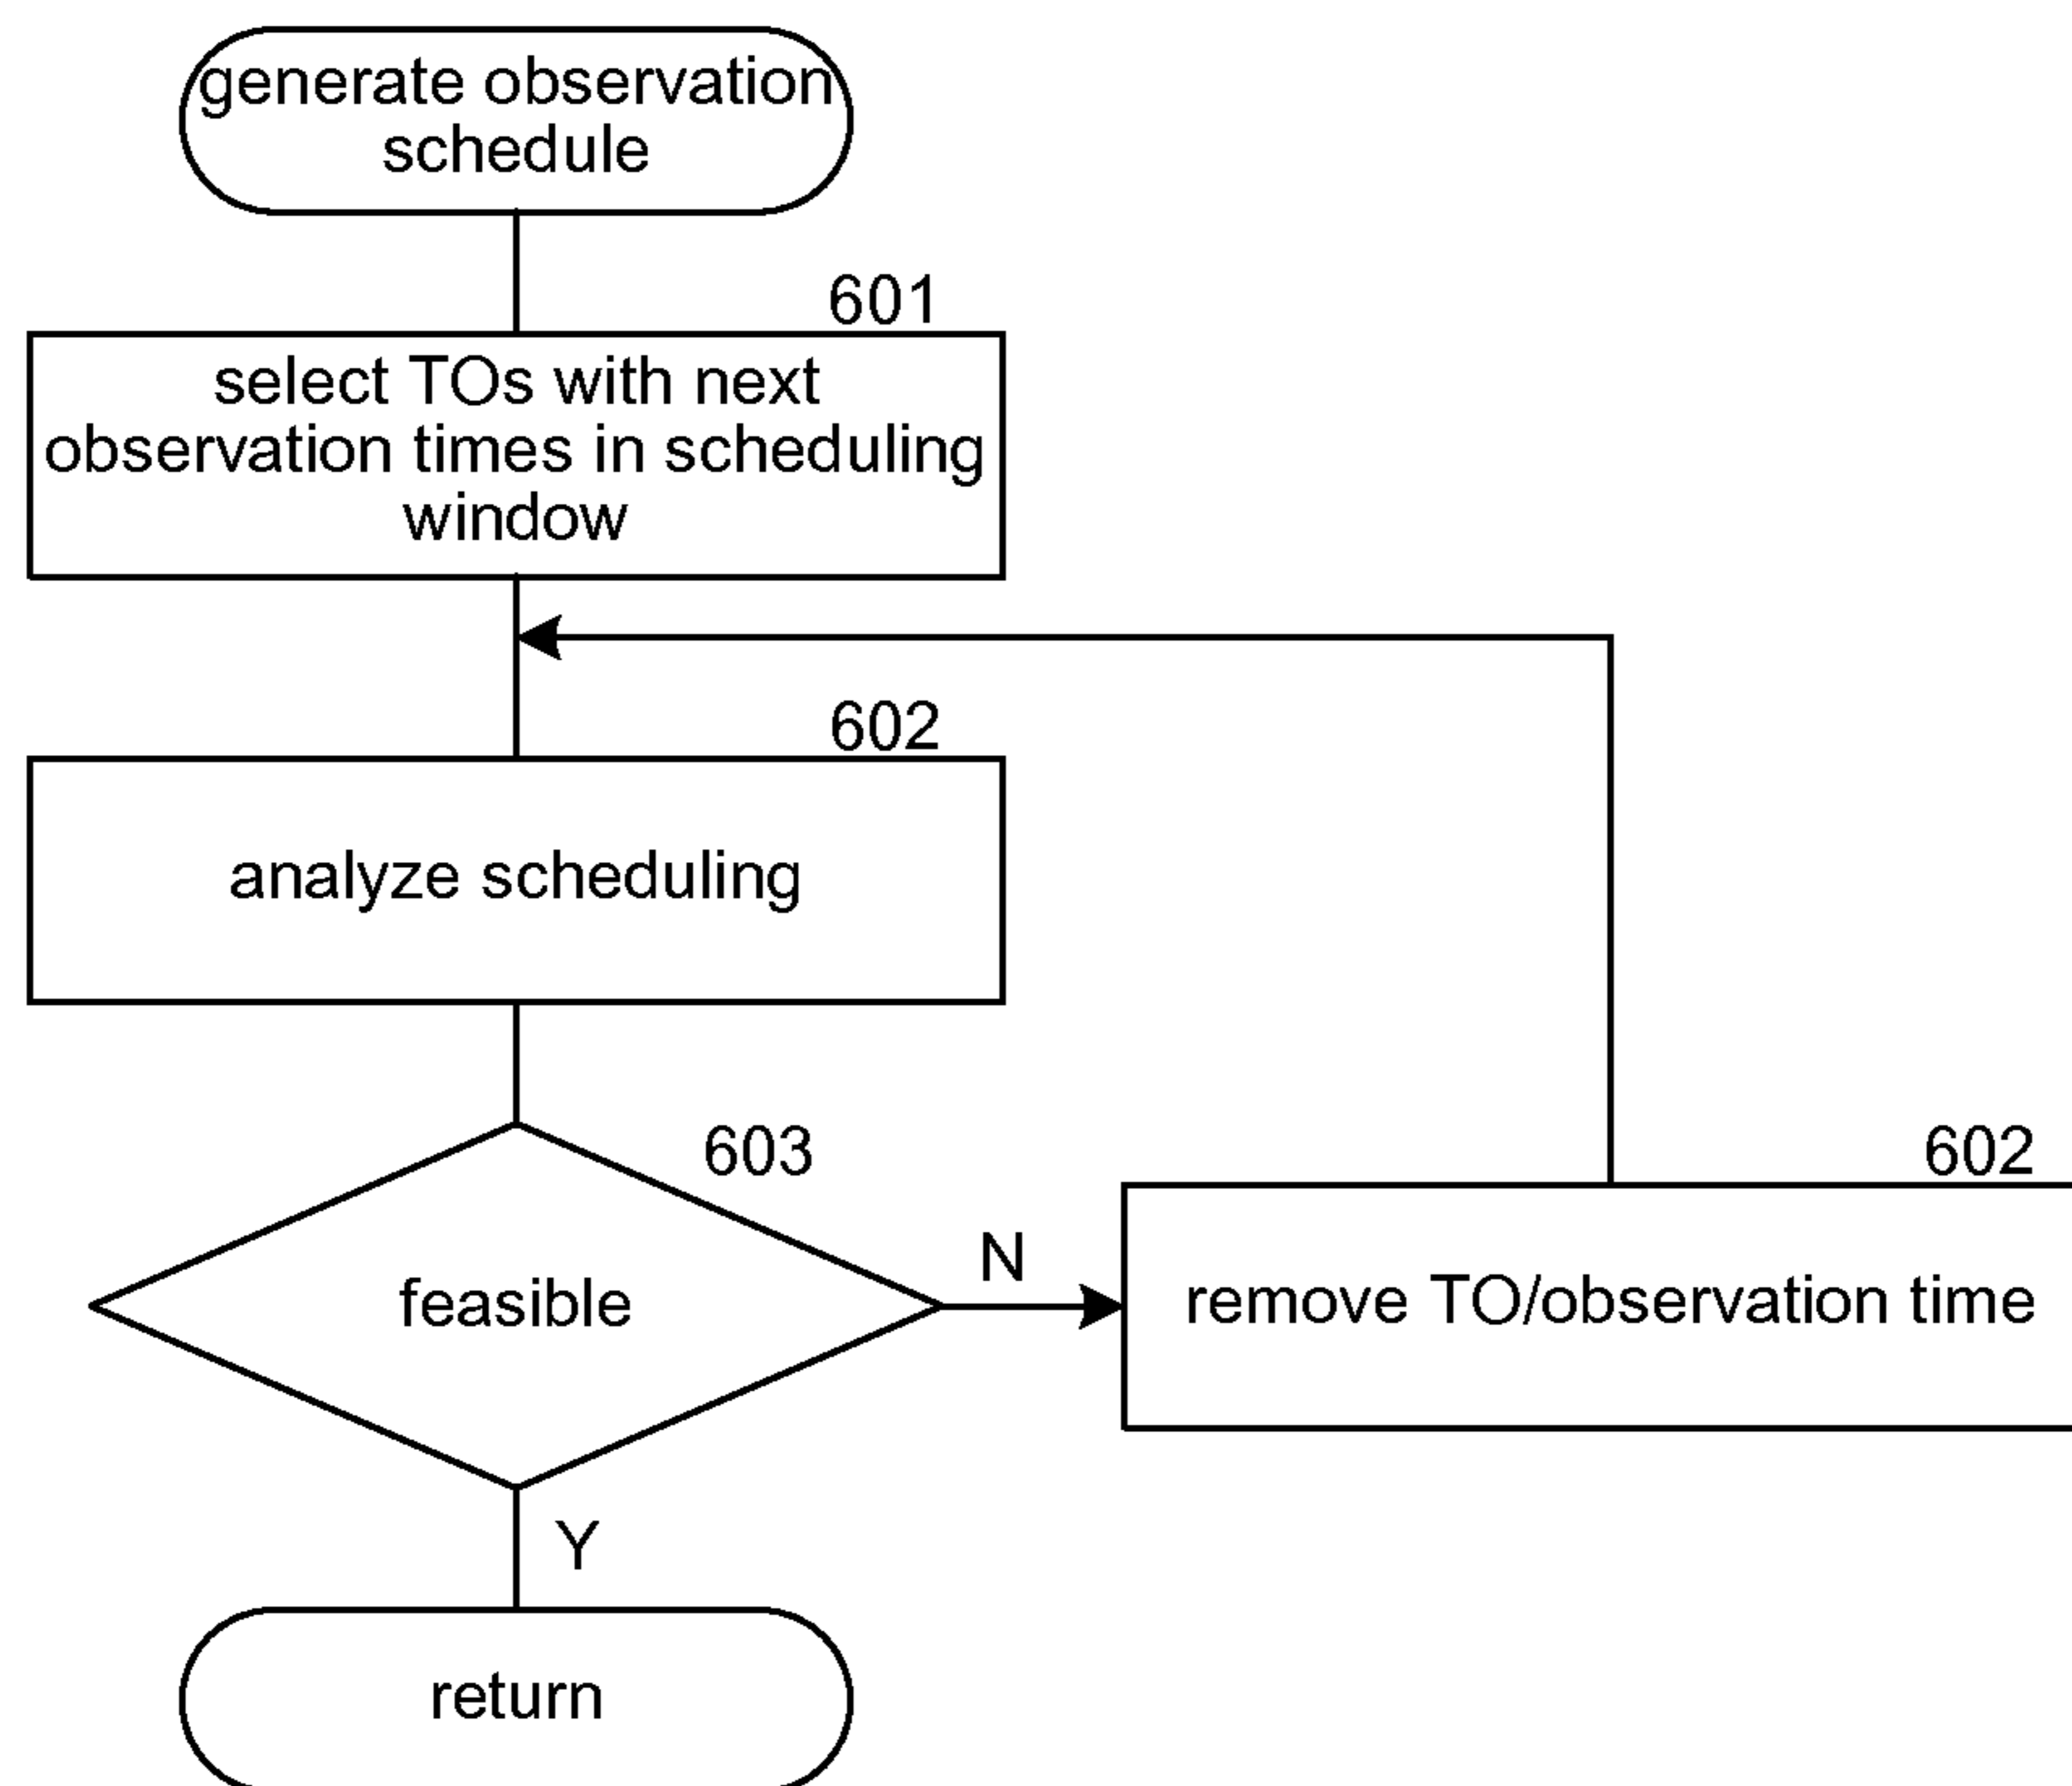 generate observation
schedule
601
select TOs with next
observation times in scheduling
window
602
analyze scheduling
603
feasible
N
602
remove TO/observation time
Y
return